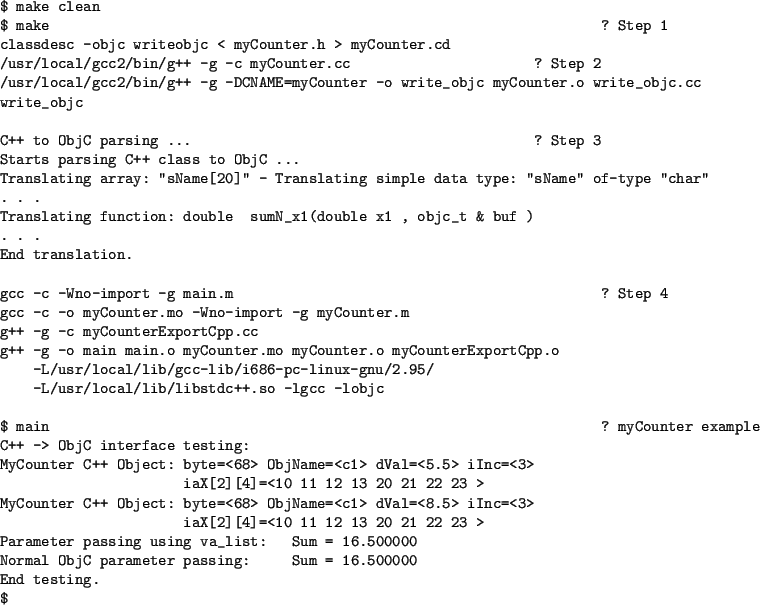 $ make clean
$ make ? Step 1
classdesc -objc writeobjc < myCounter.h > myCounter.cd
/usr/local/gcc2/bin/g++ -g -c myCounter.cc ? Step 2
/usr/local/gcc2/bin/g++ -g -DCNAME=myCounter -o write_objc myCounter.o write_objc.cc
write_objc
C++ to ObjC parsing ... ? Step 3
Starts parsing C++ class to ObjC ...
Translating array: "sName[20]" - Translating simple data type: "sName" of-type "char"
. . .
Translating function: double  sumN_x1(double x1 , objc_t & buf )
. . .
End translation.
gcc -c -Wno-import -g main.m ? Step 4
gcc -c -o myCounter.mo -Wno-import -g myCounter.m
g++ -g -c myCounterExportCpp.cc
g++ -g -o main main.o myCounter.mo myCounter.o myCounterExportCpp.o
-L/usr/local/lib/gcc-lib/i686-pc-linux-gnu/2.95/
-L/usr/local/lib/libstdc++.so -lgcc -lobjc
$ main ? myCounter example
C++ -> ObjC interface testing:
MyCounter C++ Object: byte=<68> ObjName=<c1> dVal=<5.5> iInc=<3>
iaX[2][4]=<10 11 12 13 20 21 22 23 >
MyCounter C++ Object: byte=<68> ObjName=<c1> dVal=<8.5> iInc=<3>
iaX[2][4]=<10 11 12 13 20 21 22 23 >
Parameter passing using va_list:   Sum = 16.500000
Normal ObjC parameter passing:     Sum = 16.500000
End testing.
$